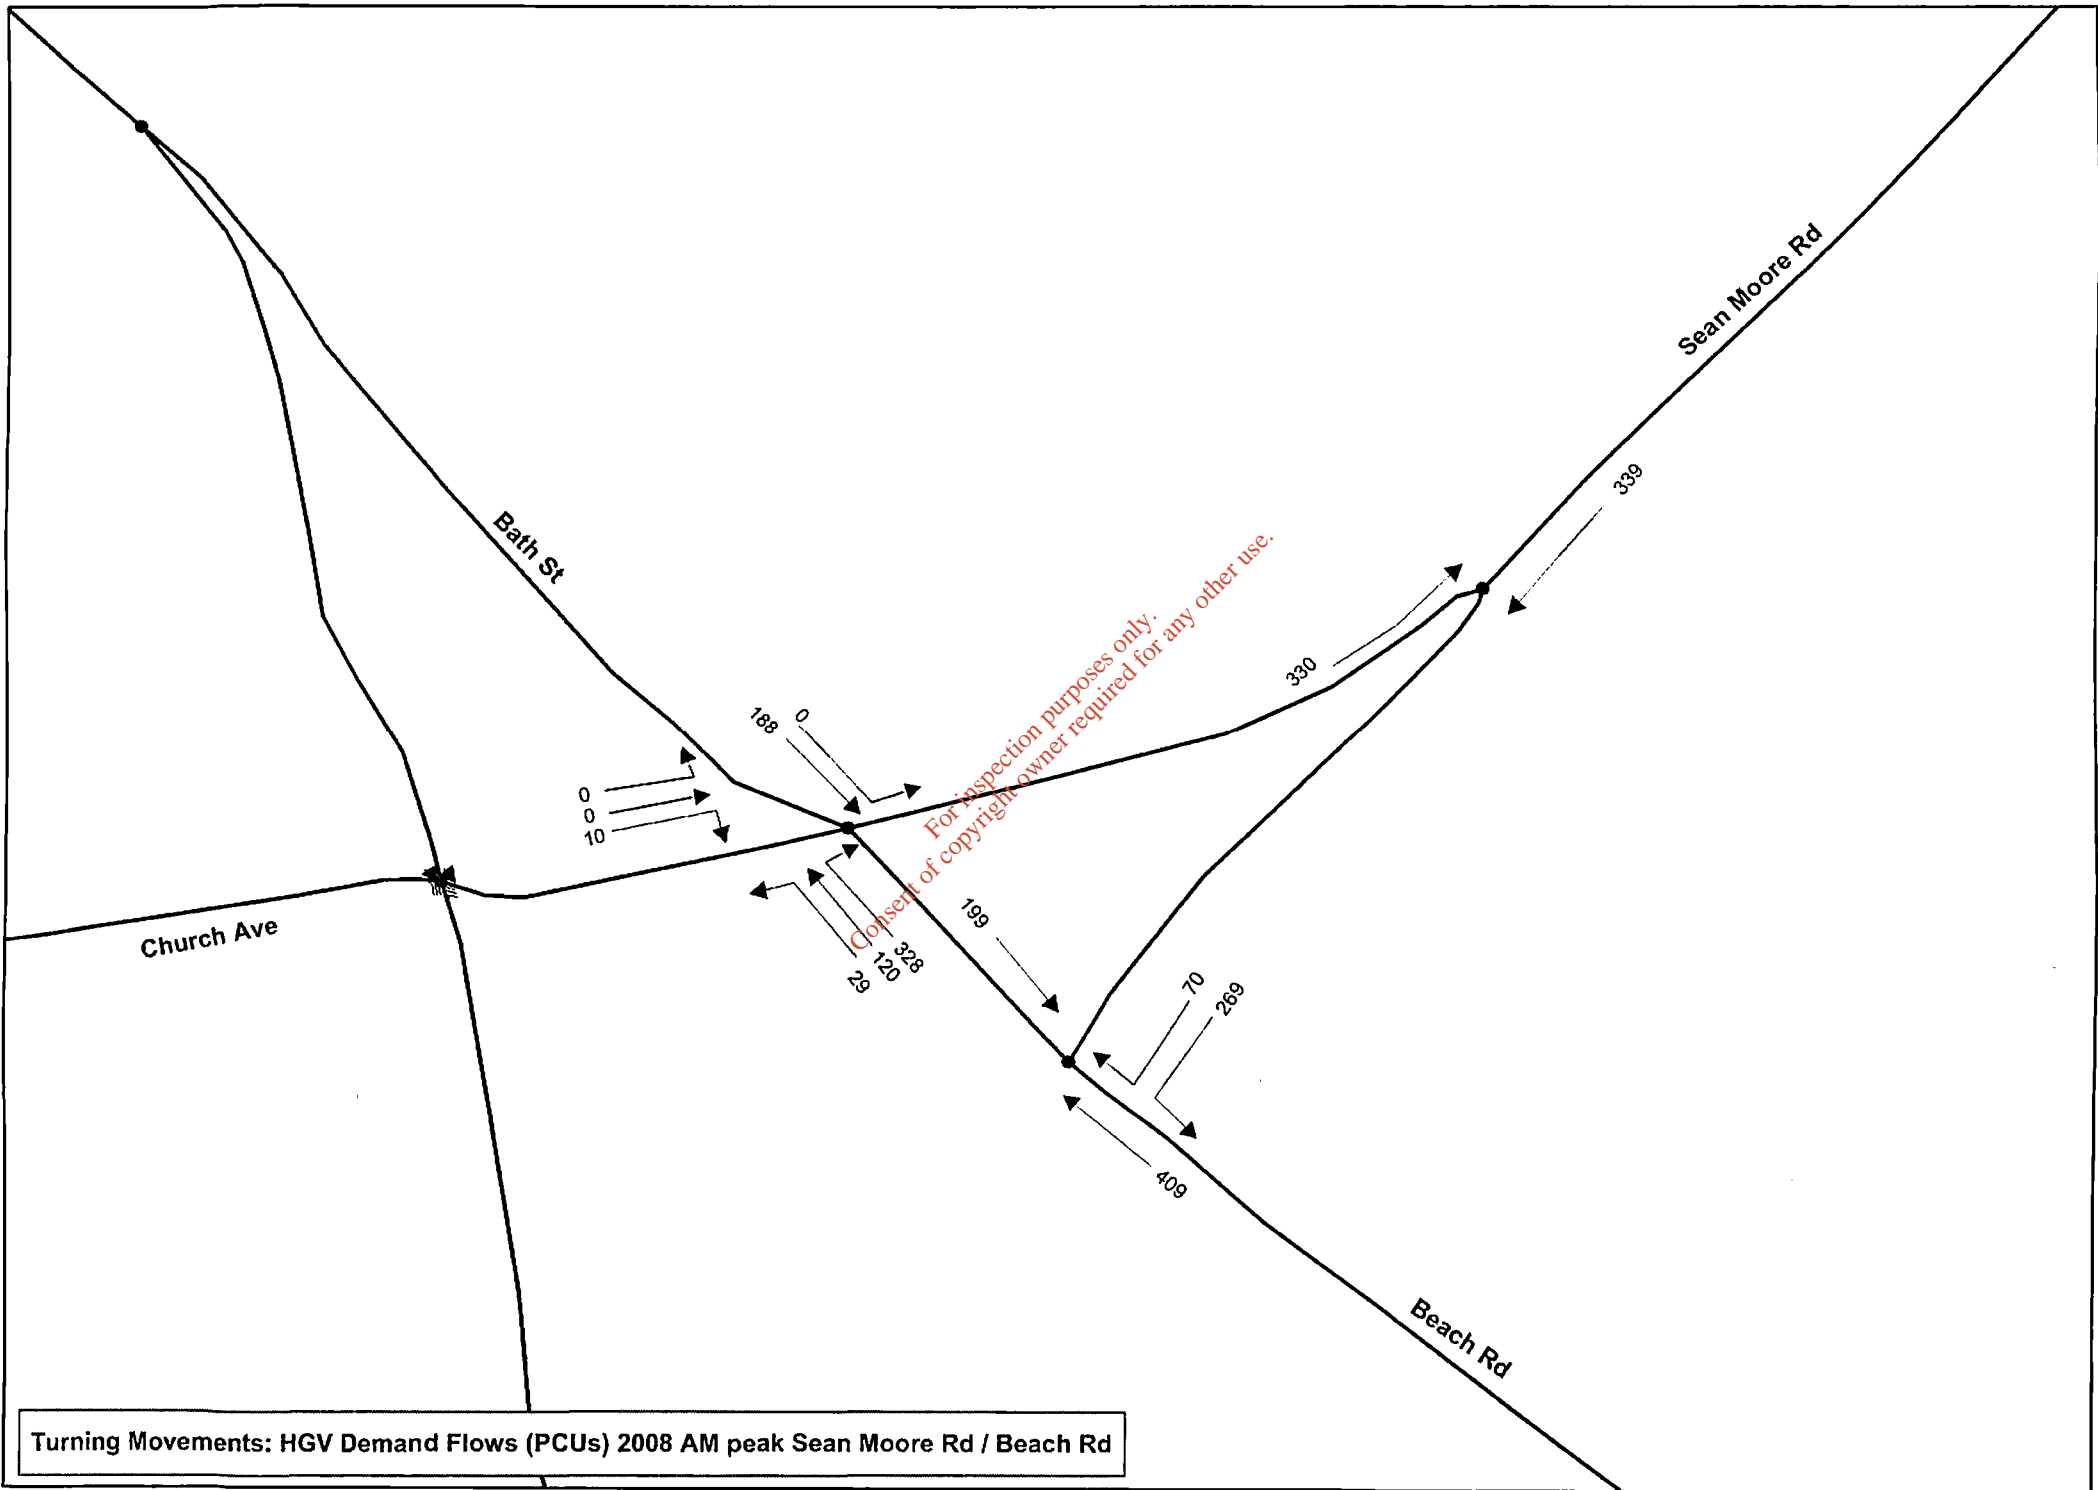 Sean Moore Rd
339
Bath St
For inspection purposes only.
Consent of copyright owner required for any other use.
330
188
0
0
0
10
Church Ave
328
120
29
199
70
269
409
Beach Rd
Turning Movements: HGV Demand Flows (PCUs) 2008 AM peak Sean Moore Rd / Beach Rd